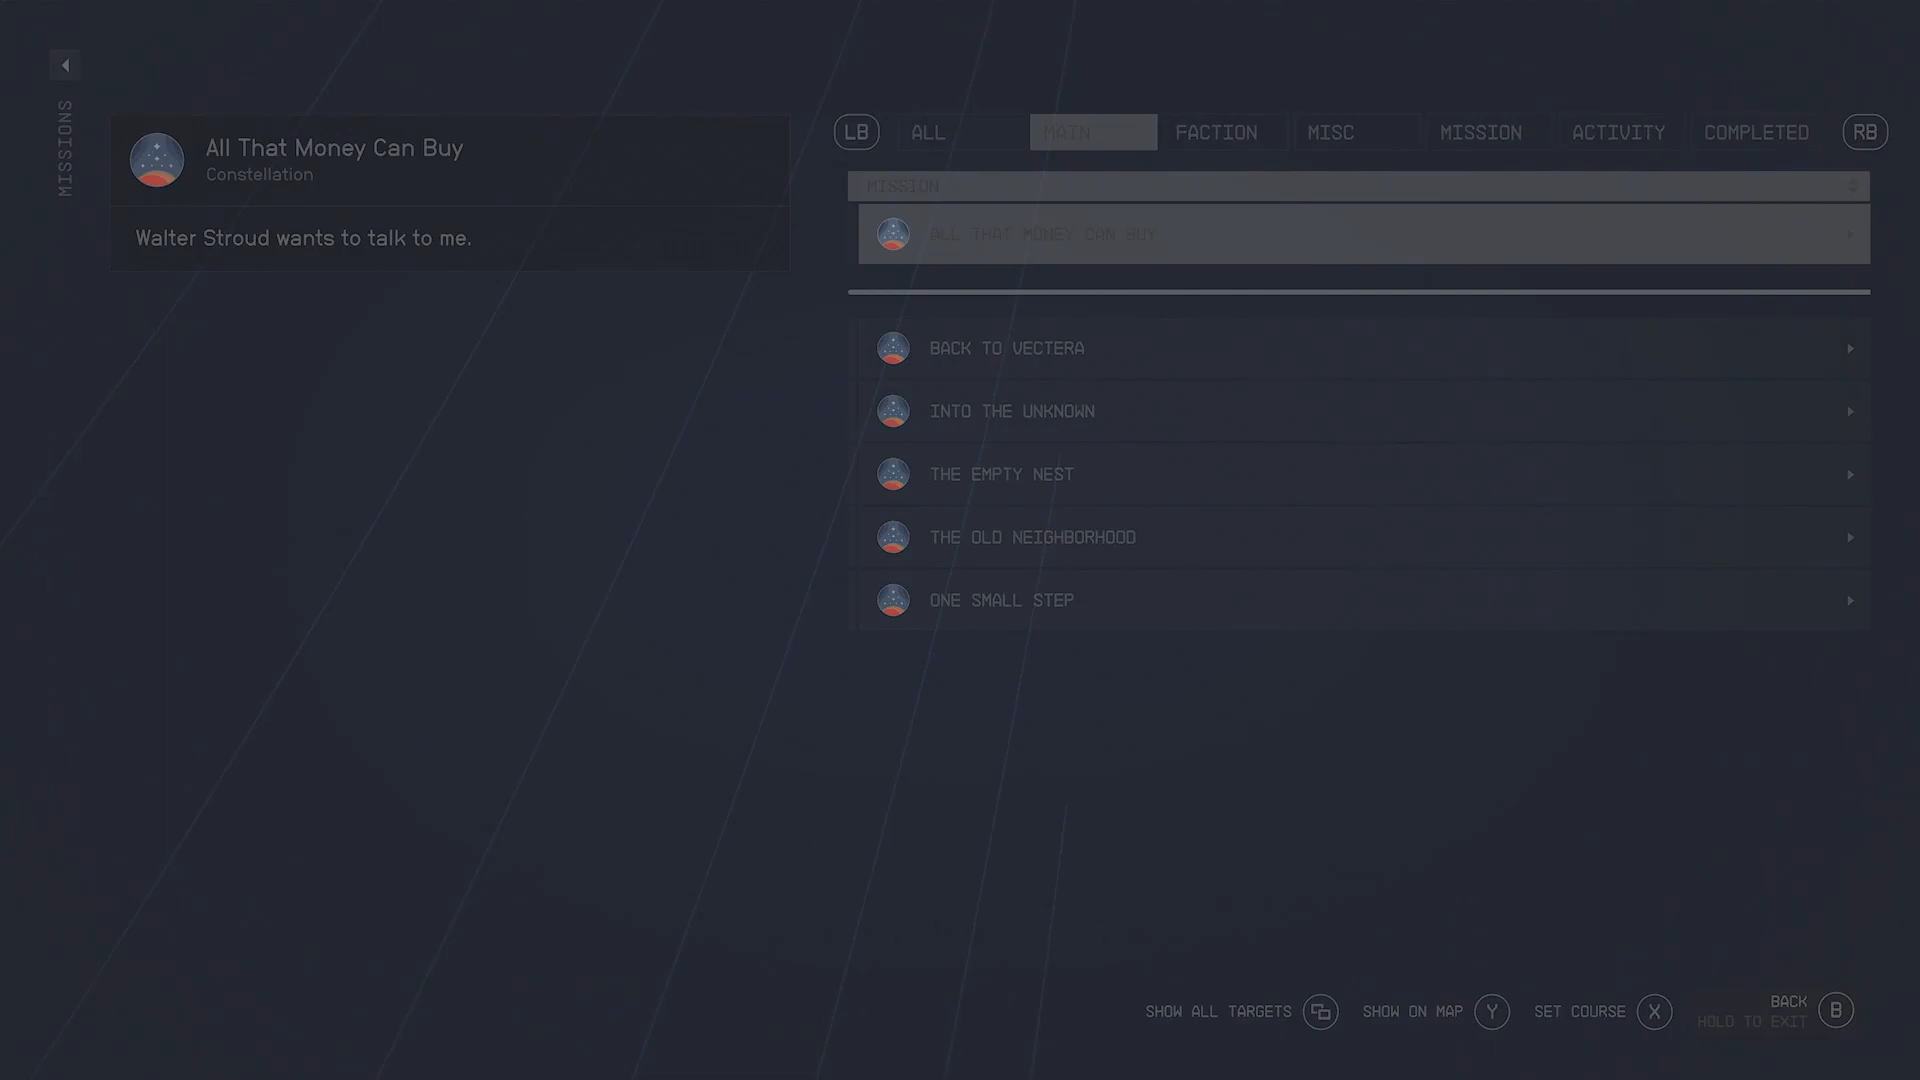 MISSIONS
All That Money Can Buy
Constellation
Walter Stroud wants to talk to me.
LB ALL MAIN FACTION MISC MISSION ACTIVITY COMPLETED RB
MISSION
ALL THAT MONEY CAN BUY
BACK TO VECTERA
INTO THE UNKNOWN
THE EMPTY NEST
THE OLD NEIGHBORHOOD
ONE SMALL STEP
SHOW ALL TARGETS SHOW ON MAP Y SET COURSE X BACK B
HOLD TO EXIT